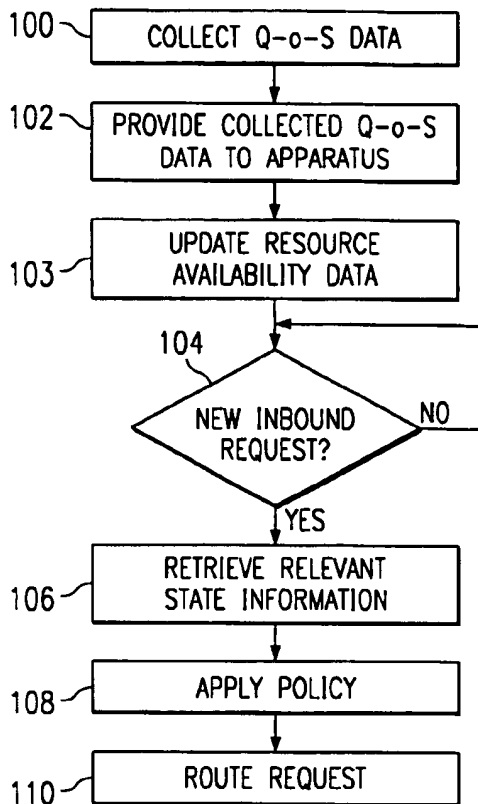 100
COLLECT Q-o-S DATA
102
PROVIDE COLLECTED Q-o-S
DATA TO APPARATUS
103
UPDATE RESOURCE
AVAILABILITY DATA
104
NEW INBOUND
REQUEST?
NO
YES
106
RETRIEVE RELEVANT
STATE INFORMATION
108
APPLY POLICY
110
ROUTE REQUEST